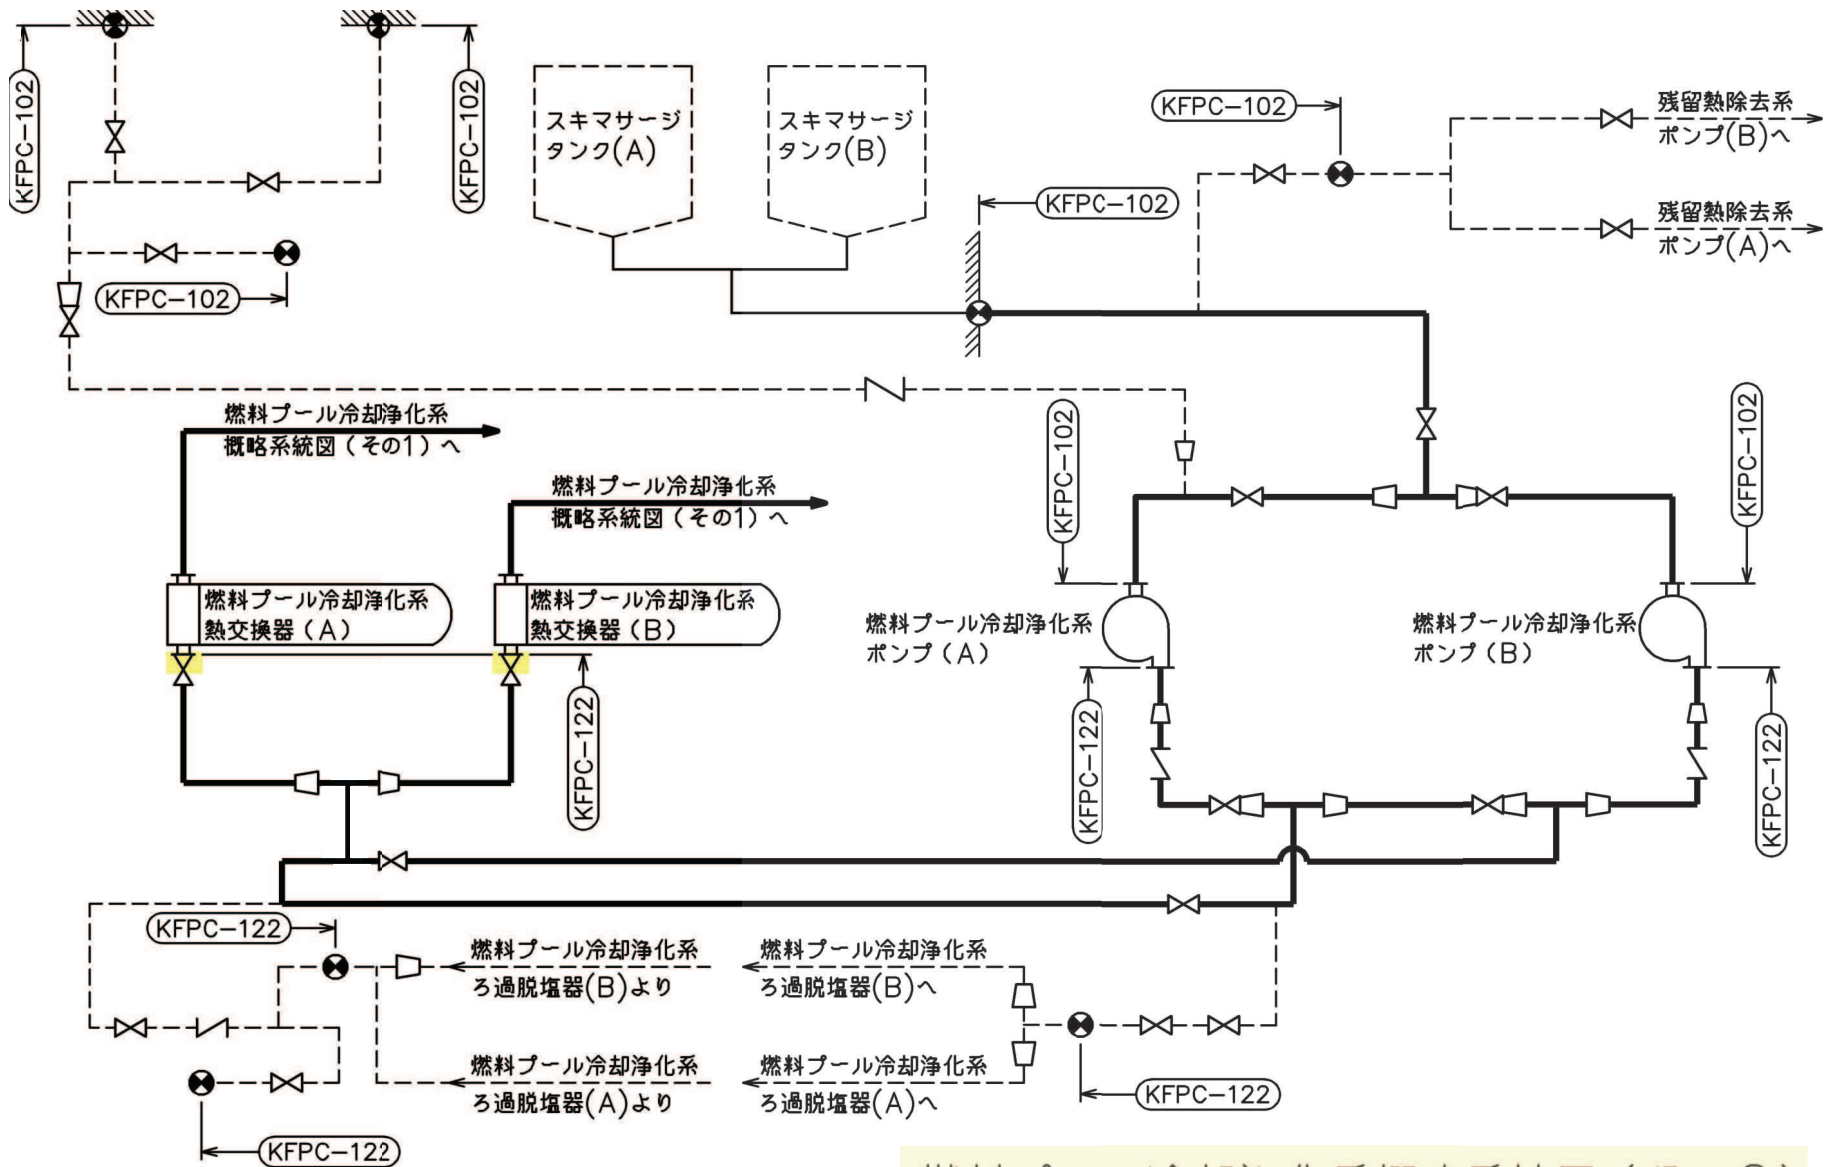 KFPC-102
KFPC-102
スキマサージ
タンク(A)
スキマサージ
タンク(B)
KFPC-102
残留熱除去系
ポンプ(B)へ
KFPC-102
残留熱除去系
ポンプ(A)へ
KFPC-102
燃料プール冷却浄化系
概略系統図(その1)へ
燃料プール冷却浄化系
概略系統図(その1)へ
KFPC-102
KFPC-102
燃料プール冷却浄化系
熱交換器(A)
燃料プール冷却浄化系
熱交換器(B)
燃料プール冷却浄化系
ポンプ(A)
燃料プール冷却浄化系
ポンプ(B)
KFPC-122
KFPC-122
KFPC-122
KFPC-122
燃料プール冷却浄化系
ろ過脱塩器(B)より
燃料プール冷却浄化系
ろ過脱塩器(B)へ
燃料プール冷却浄化系
ろ過脱塩器(A)より
燃料プール冷却浄化系
ろ過脱塩器(A)へ
KFPC-122
KFPC-122